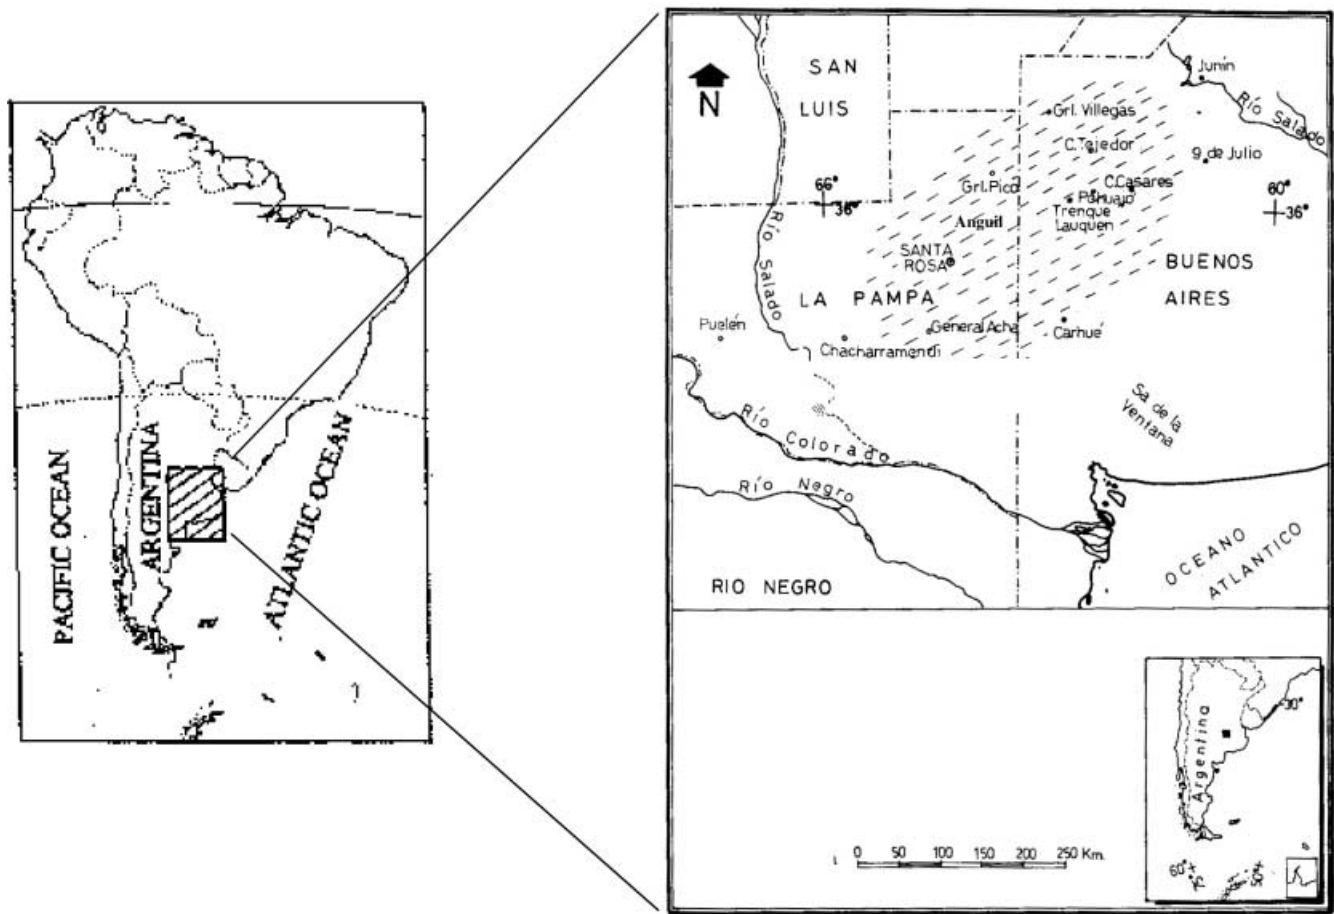 PACIFIC OCEAN
ARGENTINA
ATLANTIC OCEAN
N
SAN
LUIS
Junín
Río Salado
Grl. Villegas
C. Tejedor
9 de Julio
66°
36°
Grl. Pico
C. Casares
Pehuajo
Trenque
Lauquen
60°
36°
Anguil
SANTA
ROSA
Río Salado
LA PAMPA
BUENOS
AIRES
Puelén
Chacharramendi
General Acha
Carhué
Sa de la
Ventana
Río Colorado
Río Negro
RIO NEGRO
OCEANO
ATLANTICO
0 50 100 150 200 250 Km.
Argentina
30°
60°
50°